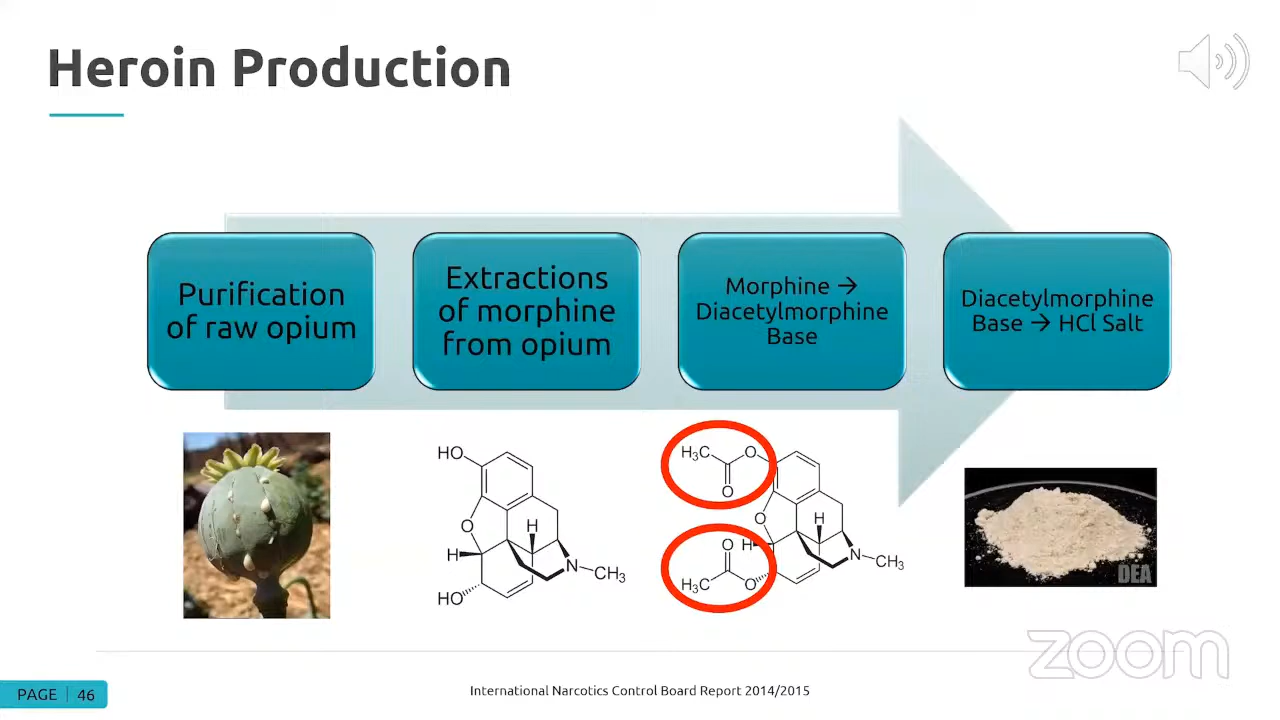 Heroin Production
Purification
of raw opium
Extractions
of morphine
from opium
Morphine →
Diacetylmorphine
Base
Diacetylmorphine
Base → HCl Salt
HO
O
H
H
N
CH₃
HO
H₃C
O
O
O
H
O
H
N
CH₃
H₃C
O
DEA
zoom
PAGE | 46
International Narcotics Control Board Report 2014/2015